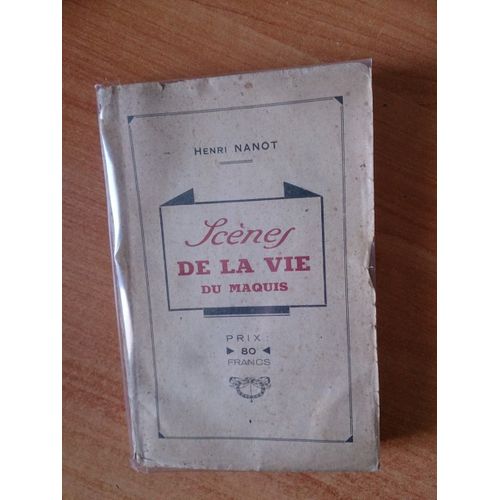 HENRI NANOT
Scènes
DE LA VIE
DU MAQUIS
PRIX :
► 80 ◄
FRANCS